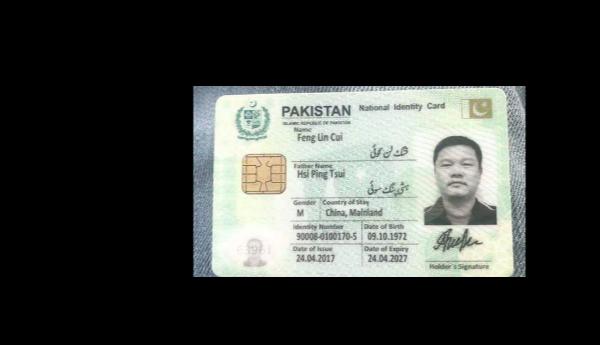 PAKISTAN National Identity Card
ISLAMIC REPUBLIC OF PAKISTAN
Name
Feng Lin Cui
فنگ لن
Father Name
Hsi Ping Tsui
Gender Country of Stay
M China, Mainland
Identity Number Date of Birth
90008-0100170-5 09.10.1972
Date of Issue Date of Expiry
24.04.2017 24.04.2027
Holder's Signature